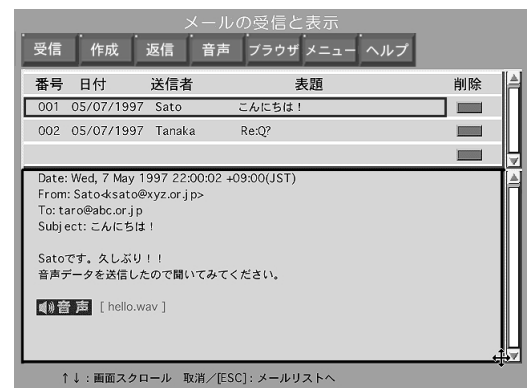 メールの受信と表示
受信 作成 返信 音声 ブラウザ メニュー ヘルプ
番号 日付 送信者 表題 削除
001 05/07/1997 Sato こんにちは！
002 05/07/1997 Tanaka Re:Q?
Date: Wed, 7 May 1997 22:00:02 +09:00(JST)
From: Sato<ksato@xyz.or.jp>
To: taro@abc.or.jp
Subject: こんにちは！
Satoです。久しぶり！！
音声データを送信したので聞いてみてください。
音声 [ hello.wav ]
↑↓：画面スクロール 取消／[ESC]：メールリストへ